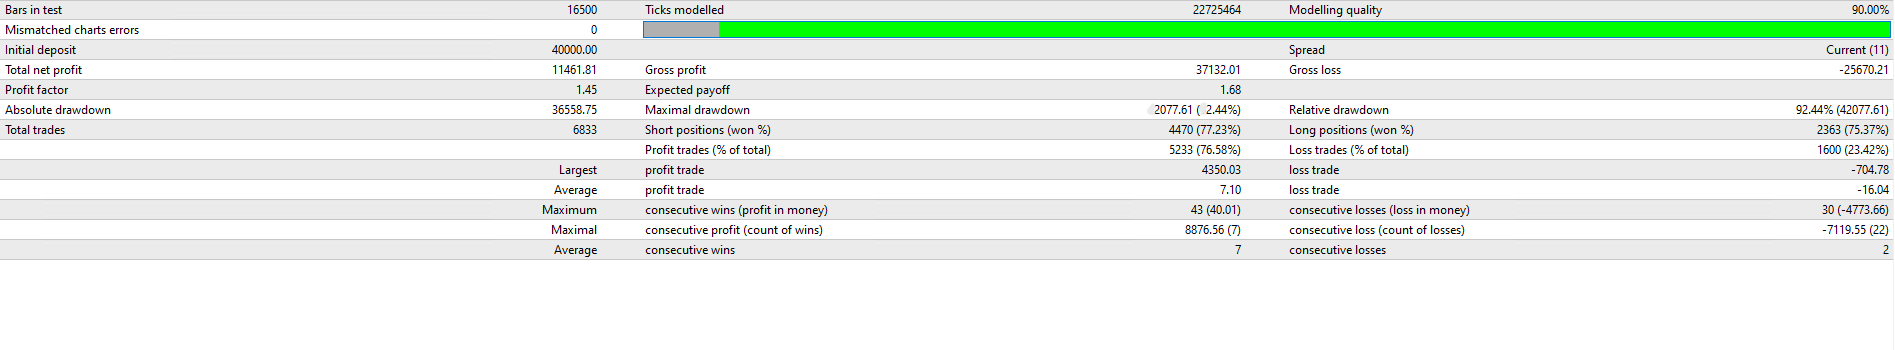 Bars in test 16500 Ticks modelled 22725464 Modelling quality 90.00%
Mismatched charts errors 0
Initial deposit 40000.00 Spread Current (11)
Total net profit 11461.81 Gross profit 37132.01 Gross loss -25670.21
Profit factor 1.45 Expected payoff 1.68
Absolute drawdown 36558.75 Maximal drawdown 2077.61 ( 2.44%) Relative drawdown 92.44% (42077.61)
Total trades 6833 Short positions (won %) 4470 (77.23%) Long positions (won %) 2363 (75.37%)
Profit trades (% of total) 5233 (76.58%) Loss trades (% of total) 1600 (23.42%)
Largest profit trade 4350.03 loss trade -704.78
Average profit trade 7.10 loss trade -16.04
Maximum consecutive wins (profit in money) 43 (40.01) consecutive losses (loss in money) 30 (-4773.66)
Maximal consecutive profit (count of wins) 8876.56 (7) consecutive loss (count of losses) -7119.55 (22)
Average consecutive wins 7 consecutive losses 2